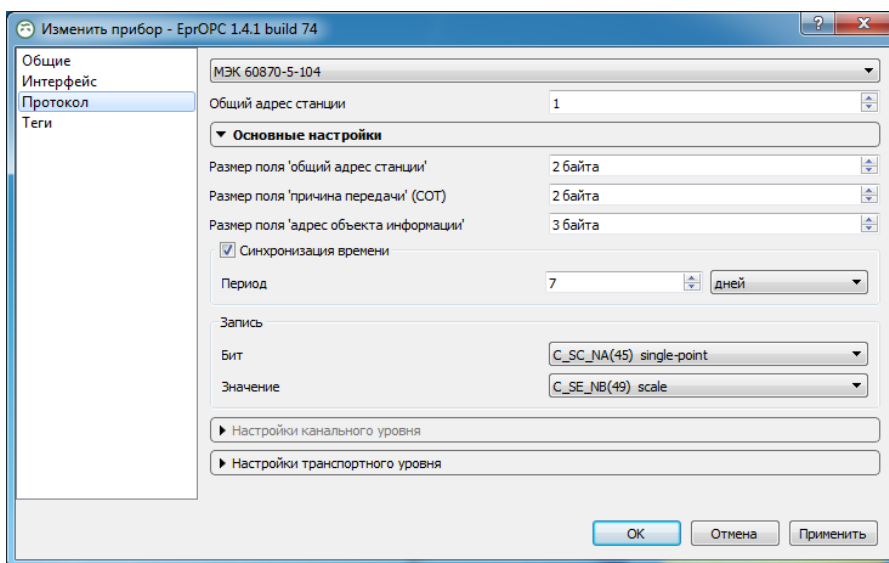 Изменить прибор - EprOPC 1.4.1 build 74
Общие
Интерфейс
Протокол
Теги
МЭК 60870-5-104
Общий адрес станции 1
Основные настройки
Размер поля 'общий адрес станции' 2 байта
Размер поля 'причина передачи' (СОТ) 2 байта
Размер поля 'адрес объекта информации' 3 байта
Синхронизация времени
Период 7 дней
Запись
Бит C_SC_NA(45) single-point
Значение C_SE_NB(49) scale
Настройки канального уровня
Настройки транспортного уровня
OK Отмена Применить